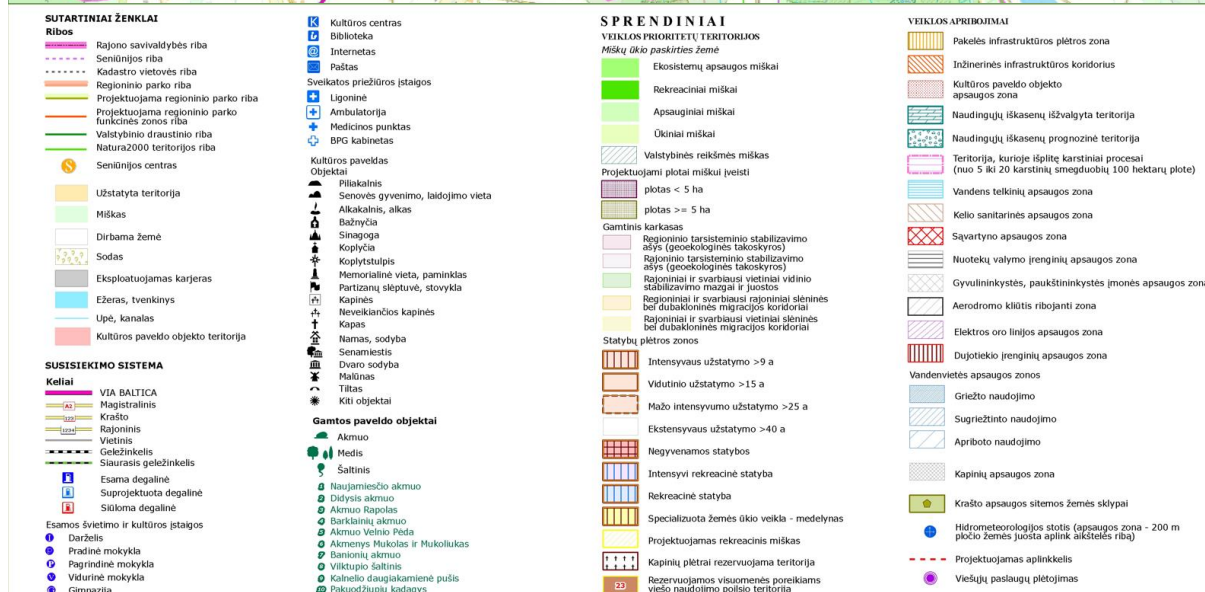 SUTARTINIAI ŽENKLAI
Ribos
Rajono savivaldybės riba
Seniūnijos riba
Kadastro vietovės riba
Regioninio parko riba
Projektuojama regioninio parko riba
Projektuojama regioninio parko
funkcinės zonos riba
Valstybinio draustinio riba
Natura2000 teritorijos riba
S
Seniūnijos centras
Užstatyta teritorija
Miškas
Dirbama žemė
Sodas
Eksploatuojamas karjeras
Ežeras, tvenkinys
Upė, kanalas
Kultūros paveldo objekto teritorija
SUSISIEKIMO SISTEMA
Keliai
VIA BALTICA
A2 Magistralinis
123 Krašto
1234 Rajoninis
Vietinis
Geležinkelis
Siaurasis geležinkelis
Esama degalinė
Suprojektuota degalinė
Siūloma degalinė
Esamos švietimo ir kultūros įstaigos
Darželis
Pradinė mokykla
P Pagrindinė mokykla
V Vidurinė mokykla
G Gimnazija
K Kultūros centras
b Biblioteka
@ Internetas
Paštas
Sveikatos priežiūros įstaigos
Ligoninė
Ambulatorija
Medicinos punktas
BPG kabinetas
Kultūros paveldas
Objektai
Piliakalnis
Senovės gyvenimo, laidojimo vieta
Alkakalnis, alkas
Bažnyčia
Sinagoga
Koplyčia
Koplytstulpis
Memorialinė vieta, paminklas
Partizanų slėptuvė, stovykla
Kapinės
Neveikiančios kapinės
Kapas
Namas, sodyba
Senamiestis
Dvaro sodyba
Malūnas
Tiltas
Kiti objektai
Gamtos paveldo objektai
Akmuo
Medis
Šaltinis
1 Naujamiesčio akmuo
2 Didysis akmuo
3 Akmuo Rapolas
4 Barklainių akmuo
5 Akmuo Velnio Pėda
6 Akmenys Mukolas ir Mukoliukas
7 Banionių akmuo
8 Vilktupio šaltinis
9 Kalnelio daugiakamienė pušis
10 Pakuodžiupių kadagys
SPRENDINIAI
VEIKLOS PRIORITETŲ TERITORIJOS
Miškų ūkio paskirties žemė
Ekosistemų apsaugos miškai
Rekreaciniai miškai
Apsauginiai miškai
Ūkiniai miškai
Valstybinės reikšmės miškas
Projektuojami plotai miškui įveisti
plotas < 5 ha
plotas >= 5 ha
Gamtinis karkasas
Regioninio tarsisteminio stabilizavimo
ašys (geoekologinės takoskyros)
Rajoninio tarsisteminio stabilizavimo
ašys (geoekologinės takoskyros)
Rajoniniai ir svarbiausi vietiniai vidinio
stabilizavimo mazgai ir juostos
Regioniniai ir svarbiausi rajoniniai slėninės
bei dubakloninės migracijos koridoriai
Rajoniniai ir svarbiausi vietiniai slėninės
bei dubakloninės migracijos koridoriai
Statybų plėtros zonos
Intensyvaus užstatymo >9 a
Vidutinio užstatymo >15 a
Mažo intensyvumo užstatymo >25 a
Ekstensyvaus užstatymo >40 a
Negyvenamos statybos
Intensyvi rekreacinė statyba
Rekreacinė statyba
Specializuota žemės ūkio veikla - medelynas
Projektuojamas rekreacinis miškas
Kapinių plėtrai rezervuojama teritorija
23 Rezervuojamos visuomenės poreikiams
viešo naudojimo poilsio teritorija
VEIKLOS APRIBOJIMAI
Pakelės infrastruktūros plėtros zona
Inžinerinės infrastruktūros koridorius
Kultūros paveldo objekto
apsaugos zona
Naudingųjų iškasenų išžvalgyta teritorija
Naudingųjų iškasenų prognozinė teritorija
Teritorija, kurioje išplitę karstiniai procesai
(nuo 5 iki 20 karstinių smegduobių 100 hektarų plote)
Vandens telkinių apsaugos zona
Kelio sanitarinės apsaugos zona
Sąvartyno apsaugos zona
Nuotekų valymo įrenginių apsaugos zona
Gyvulininkystės, paukštininkystės įmonės apsaugos zona
Aerodromo kliūtis ribojanti zona
Elektros oro linijos apsaugos zona
Dujotiekio įrenginių apsaugos zona
Vandenvietės apsaugos zonos
Griežto naudojimo
Sugriežtinto naudojimo
Apriboto naudojimo
Kapinių apsaugos zona
Krašto apsaugos sitemos žemės sklypai
Hidrometeorologijos stotis (apsaugos zona - 200 m
pločio žemės juosta aplink aikštelės ribą)
Projektuojamas aplinkkelis
Viešųjų paslaugų plėtojimas